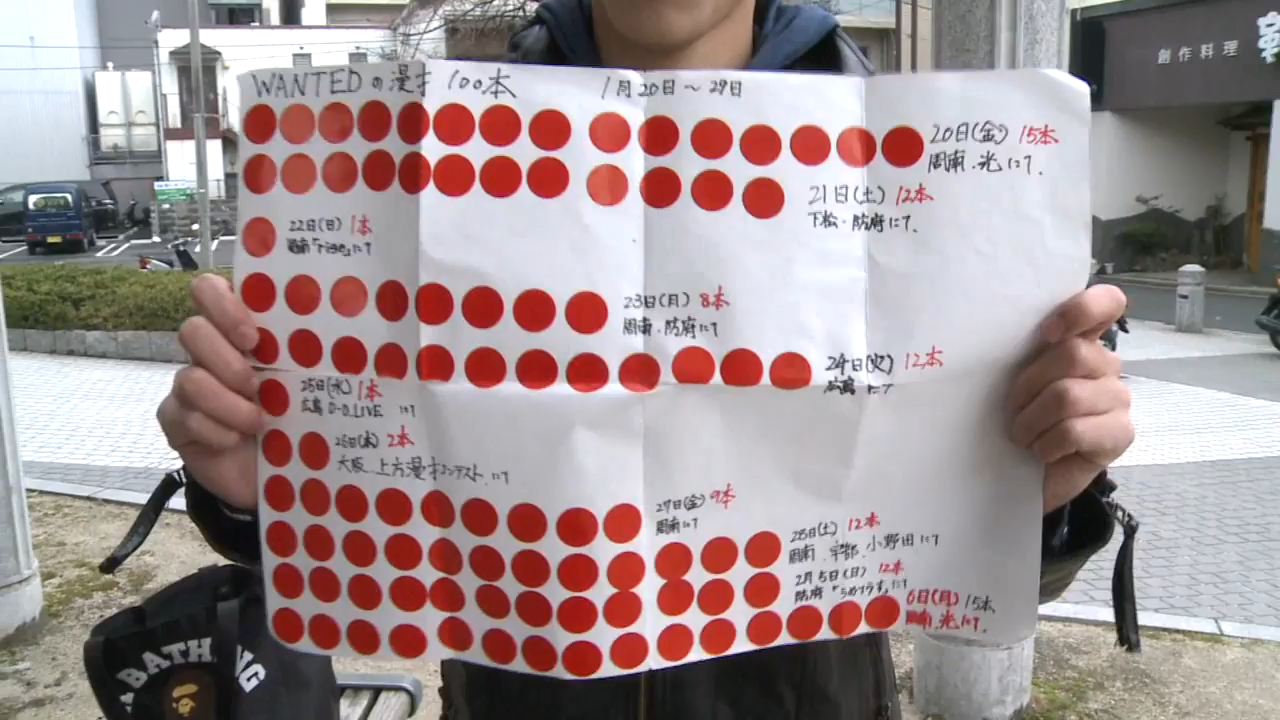 WANTEDの漫才 100本 1月20日～29日
20日(金) 15本
周南.光にて.
21日(土) 12本
下松・防府にて.
22日(日) 1本
周南「rise」にて
23日(月) 8本
周南.防府にて
24日(火) 12本
広島 にて
25日(水) 1本
広島 O-O.LIVE にて
26日(木) 2本
大阪 上方漫才コンテスト.にて
27日(金) 9本
周南にて
28日(土) 12本
周南.宇部.小野田にて
2月5日(日) 12本
防府「うめてらす」にて
6日(月) 15本
周南.光にて.
創作料理
BATHING